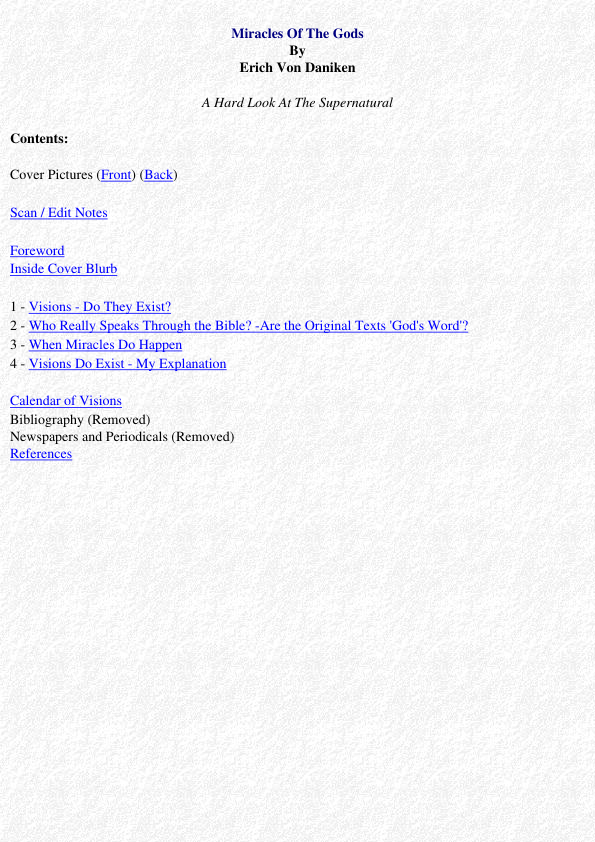 Miracles Of The Gods
By
Erich Von Daniken
A Hard Look At The Supernatural
Contents:
Cover Pictures (Front) (Back)
Scan / Edit Notes
Foreword
Inside Cover Blurb
1 - Visions - Do They Exist?
2 - Who Really Speaks Through the Bible? -Are the Original Texts 'God's Word'?
3 - When Miracles Do Happen
4 - Visions Do Exist - My Explanation
Calendar of Visions
Bibliography (Removed)
Newspapers and Periodicals (Removed)
References